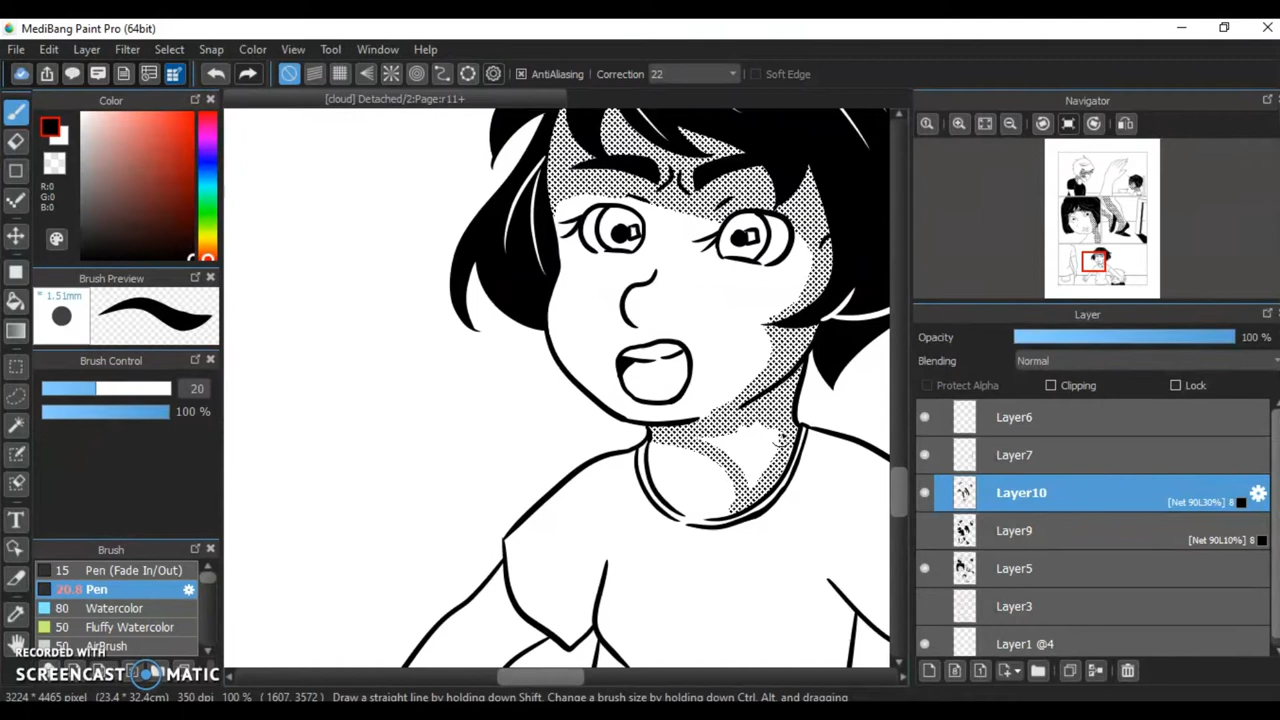 MediBang Paint Pro (64bit)
File Edit Layer Filter Select Snap Color View Tool Window Help
AntiAliasing Correction 22 Soft Edge
Color
[cloud] Detached/2:Page:r11+
Navigator
R:0
G:0
B:0
Brush Preview
1.51mm
Brush Control
20
100 %
Layer
Opacity 100 %
Blending Normal
Protect Alpha Clipping Lock
Layer6
Layer7
Layer10
[Net 90L30%] 8
Layer9
[Net 90L10%] 8
Layer5
Layer3
Layer1 @4
Brush
15 Pen (Fade In/Out)
20.8 Pen
80 Watercolor
50 Fluffy Watercolor
50 AirBrush
RECORDED WITH
SCREENCAST MATIC
3224 * 4465 pixel (23.4 * 32.4cm) 350 dpi 100 % ( 1607, 3572 ) Draw a straight line by holding down Shift, Change a brush size by holding down Ctrl, Alt, and dragging